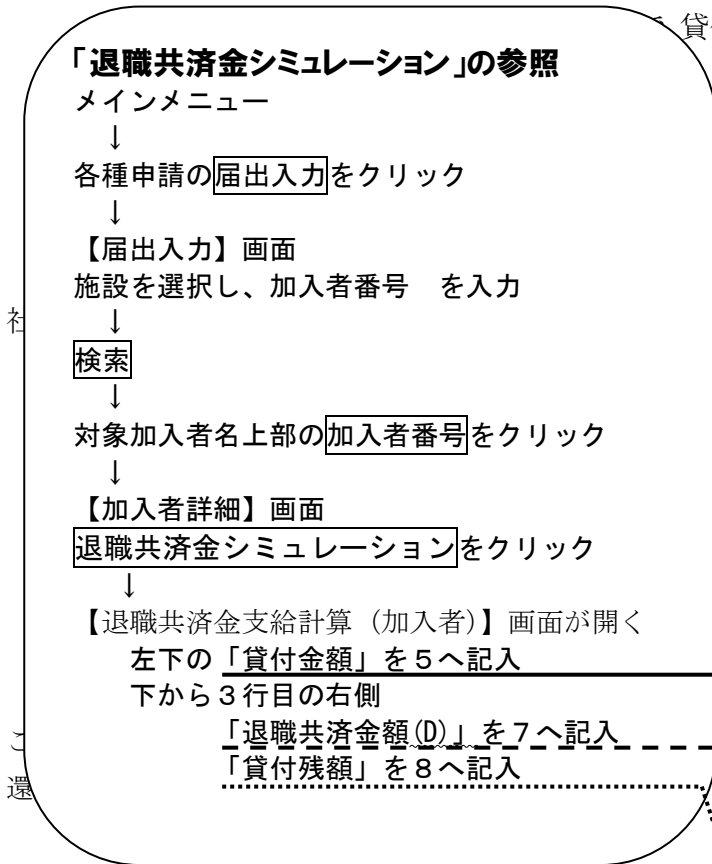 貸
「退職共済金シミュレーション」の参照
メインメニュー
↓
各種申請の届出入力をクリック
↓
【届出入力】画面
施設を選択し、加入者番号　を入力
社
↓
検索
↓
対象加入者名上部の加入者番号をクリック
↓
【加入者詳細】画面
退職共済金シミュレーションをクリック
↓
【退職共済金支給計算（加入者）】画面が開く
左下の「貸付金額」を５へ記入
下から３行目の右側
「退職共済金額(D)」を７へ記入
こ
「貸付残額」を８へ記入
還